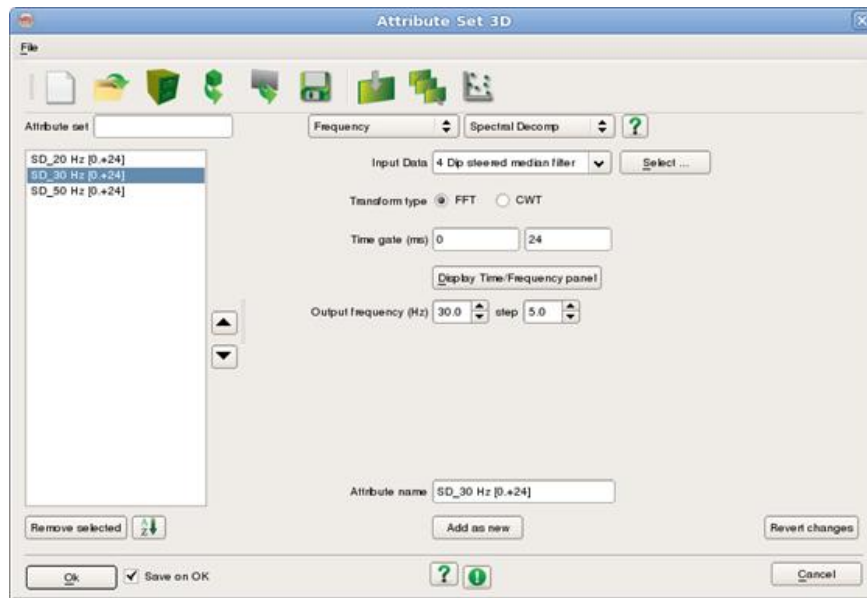 Attribute Set 3D
File
Attribute set
Frequency
Spectral Decomp
?
SD_20 Hz [0,+24]
SD_30 Hz [0,+24]
SD_50 Hz [0,+24]
Input Data 4 Dip steered median filter Select ...
Transform type FFT CWT
Time gate (ms) 0 24
Display Time/Frequency panel
Output frequency (Hz) 30.0 step 5.0
Attribute name SD_30 Hz [0,+24]
Remove selected A Z Add as new Revert changes
Ok Save on OK ? Cancel